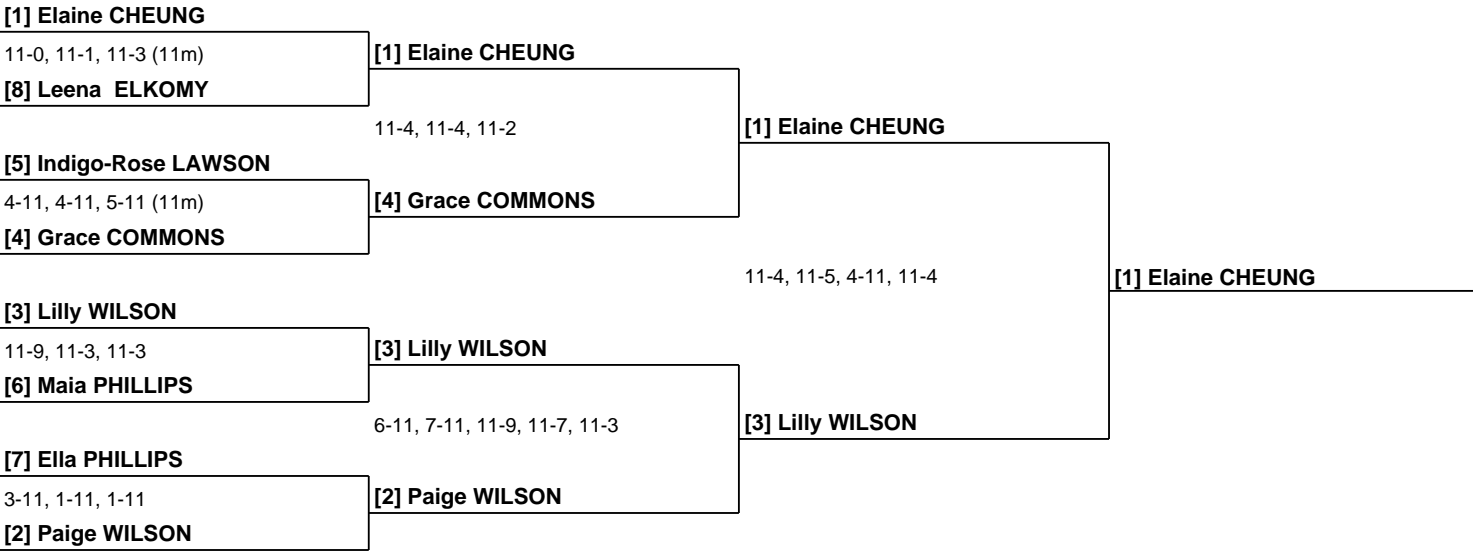 [1] Elaine CHEUNG
11-0, 11-1, 11-3 (11m)
[8] Leena  ELKOMY
[5] Indigo-Rose LAWSON
4-11, 4-11, 5-11 (11m)
[4] Grace COMMONS
[3] Lilly WILSON
11-9, 11-3, 11-3
[6] Maia PHILLIPS
[7] Ella PHILLIPS
3-11, 1-11, 1-11
[2] Paige WILSON
[1] Elaine CHEUNG
11-4, 11-4, 11-2
[4] Grace COMMONS
[3] Lilly WILSON
6-11, 7-11, 11-9, 11-7, 11-3
[2] Paige WILSON
[1] Elaine CHEUNG
11-4, 11-5, 4-11, 11-4
[3] Lilly WILSON
[1] Elaine CHEUNG